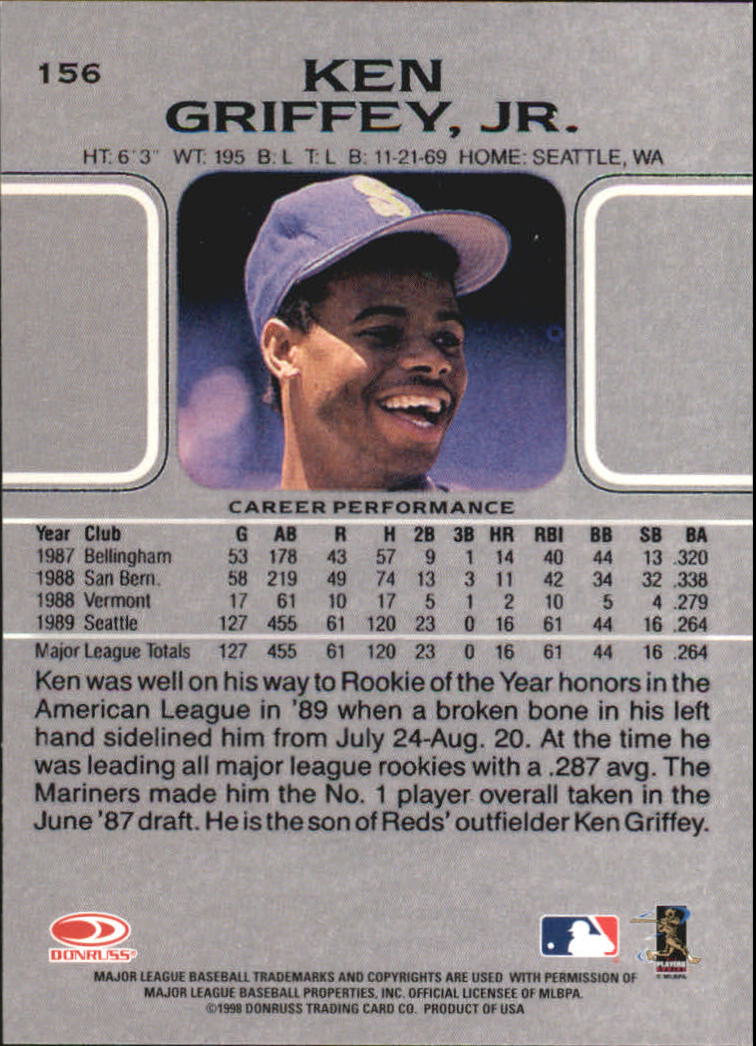 156
KEN
GRIFFEY, JR.
HT: 6'3" WT: 195 B: L T: L B: 11-21-69 HOME: SEATTLE, WA
S
CAREER PERFORMANCE
Year Club G AB R H 2B 3B HR RBI BB SB BA
1987 Bellingham 53 178 43 57 9 1 14 40 44 13 .320
1988 San Bern. 58 219 49 74 13 3 11 42 34 32 .338
1988 Vermont 17 61 10 17 5 1 2 10 5 4 .279
1989 Seattle 127 455 61 120 23 0 16 61 44 16 .264
Major League Totals 127 455 61 120 23 0 16 61 44 16 .264
Ken was well on his way to Rookie of the Year honors in the
American League in '89 when a broken bone in his left
hand sidelined him from July 24-Aug. 20. At the time he
was leading all major league rookies with a .287 avg. The
Mariners made him the No. 1 player overall taken in the
June '87 draft. He is the son of Reds' outfielder Ken Griffey.
DONRUSS®
PLAYERS
© MLBPA
MAJOR LEAGUE BASEBALL TRADEMARKS AND COPYRIGHTS ARE USED WITH PERMISSION OF
MAJOR LEAGUE BASEBALL PROPERTIES, INC. OFFICIAL LICENSEE OF MLBPA.
©1998 DONRUSS TRADING CARD CO. PRODUCT OF USA